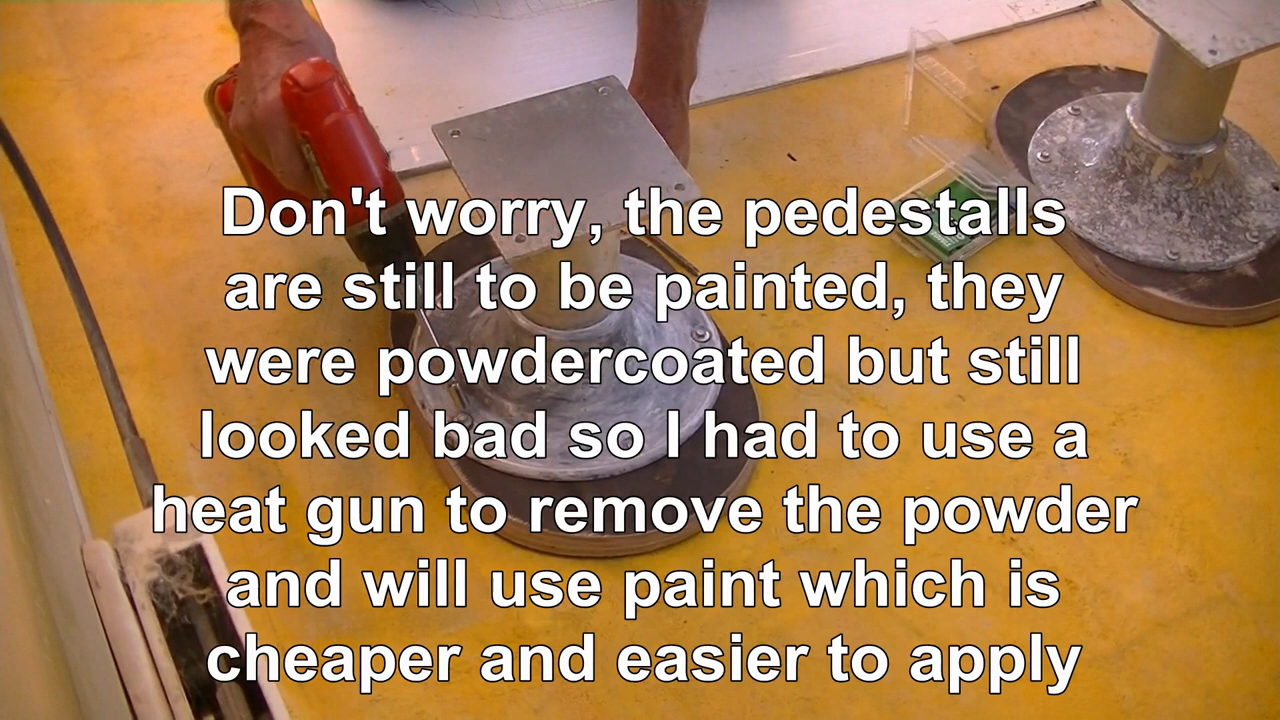 Don't worry, the pedestalls
are still to be painted, they
were powdercoated but still
looked bad so I had to use a
heat gun to remove the powder
and will use paint which is
cheaper and easier to apply